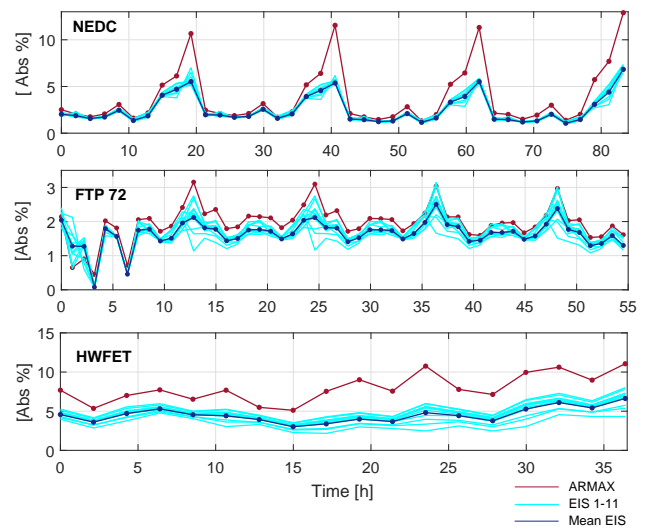 NEDC
[ Abs %]
10
5
0
0 10 20 30 40 50 60 70 80
FTP 72
[Abs %]
3
2
1
0
0 5 10 15 20 25 30 35 40 45 50 55
HWFET
[Abs %]
15
10
5
0
0 5 10 15 20 25 30 35
Time [h]
ARMAX
EIS 1-11
Mean EIS